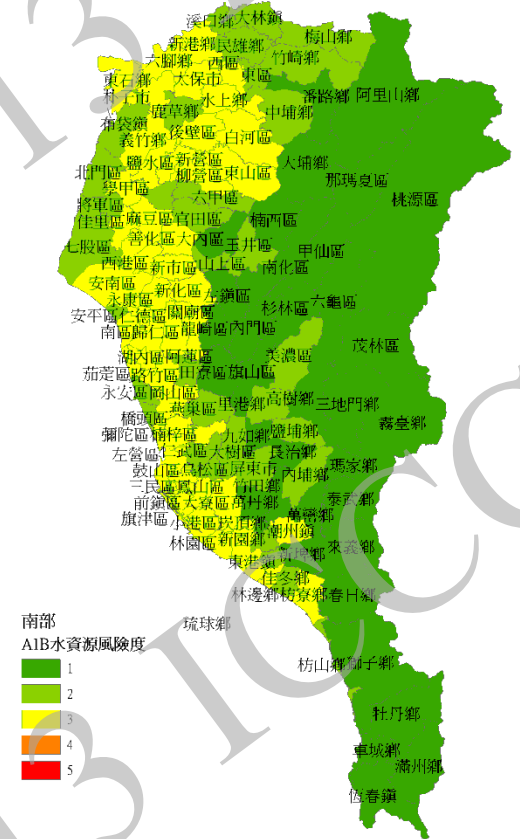 溪口鄉 大林鎮
梅山鄉
新港鄉 民雄鄉
六腳鄉 西區 竹崎鄉
東石鄉 太保市 東區
朴子市 水上鄉 番路鄉 阿里山鄉
布袋鎮 鹿草鄉 中埔鄉
義竹鄉 後壁區 白河區
鹽水區 新營區 大埔鄉
北門區 柳營區 東山區 那瑪夏區
學甲區 六甲區 桃源區
將軍區
佳里區 麻豆區 官田區 楠西區
七股區 善化區 大內區 玉井區 甲仙區
西港區 新市區 山上區 南化區
安南區 新化區 左鎮區
永康區 杉林區 六龜區
安平區 仁德區 關廟區
南區 歸仁區 龍崎區 內門區
湖內區 阿蓮區 美濃區 茂林區
茄萣區 路竹區 田寮區 旗山區
永安區 岡山區 高樹鄉
燕巢區 里港鄉 三地門鄉
橋頭區 霧臺鄉
彌陀區 楠梓區 九如鄉 鹽埔鄉
左營區 仁武區 大樹區 長治鄉
鼓山區 鳥松區 屏東市 內埔鄉 瑪家鄉
三民區 鳳山區 竹田鄉
前鎮區 大寮區 萬丹鄉 泰武鄉
旗津區 小港區 崁頂鄉 萬巒鄉
潮州鎮
林園區 新園鄉 來義鄉
東港鎮 新埤鄉
佳冬鄉
林邊鄉 枋寮鄉 春日鄉
琉球鄉
南部
A1B水資源風險度
枋山鄉 獅子鄉
1
2
3
4
5
牡丹鄉
車城鄉
滿州鄉
恆春鎮